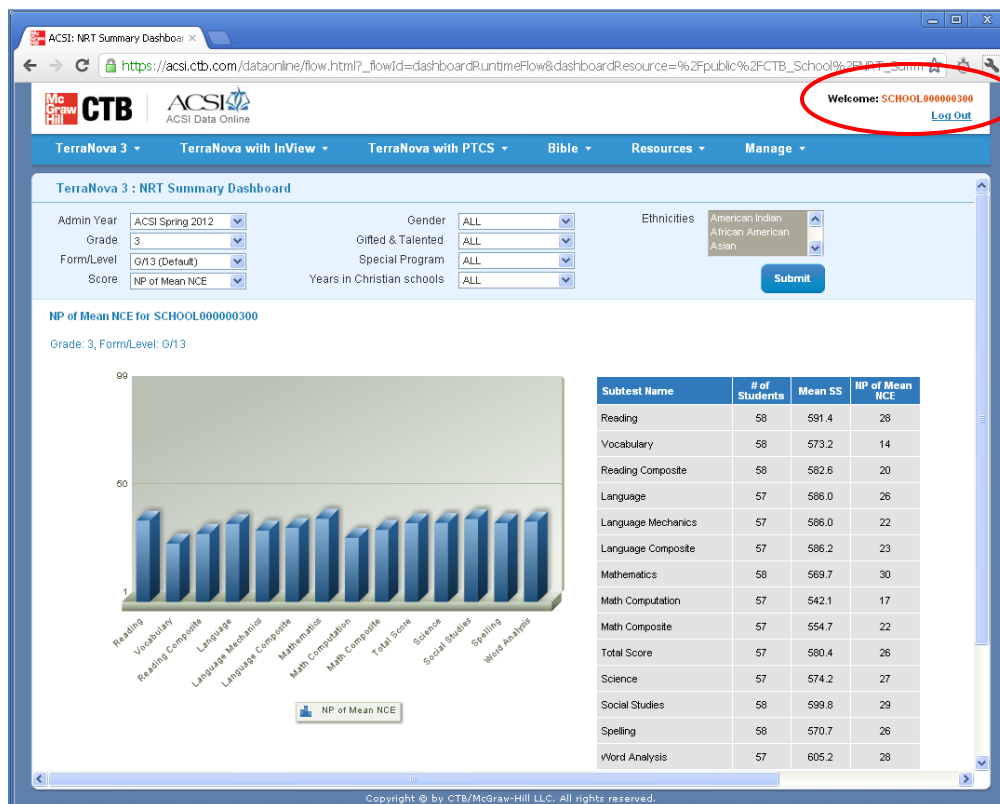 ACSI: NRT Summary Dashboar ×
https://acsi.ctb.com/dataonline/flow.html?_flowId=dashboardRuntimeFlow&dashboardResource=%2Fpublic%2FCTB_School%2FNRT_Summ
Mc Graw Hill CTB ACSI
ACSI Data Online
Welcome: SCHOOL000000300
Log Out
TerraNova 3 TerraNova with InView TerraNova with PTCS Bible Resources Manage
TerraNova 3 : NRT Summary Dashboard
Admin Year ACSI Spring 2012 Gender ALL Ethnicities American Indian
Grade 3 Gifted & Talented ALL African American
Form/Level G/13 (Default) Special Program ALL Asian
Score NP of Mean NCE Years in Christian schools ALL Submit
NP of Mean NCE for SCHOOL000000300
Grade: 3, Form/Level: G/13
99
50
1
Reading
Vocabulary
Reading Composite
Language
Language Mechanics
Language Composite
Mathematics
Math Computation
Math Composite
Total Score
Science
Social Studies
Spelling
Word Analysis
NP of Mean NCE
Subtest Name # of Students Mean SS NP of Mean NCE
Reading 58 591.4 28
Vocabulary 58 573.2 14
Reading Composite 58 582.6 20
Language 57 586.0 26
Language Mechanics 57 586.0 22
Language Composite 57 586.2 23
Mathematics 58 569.7 30
Math Computation 57 542.1 17
Math Composite 57 554.7 22
Total Score 57 580.4 26
Science 57 574.2 27
Social Studies 57 599.8 29
Spelling 58 570.7 26
Word Analysis 57 605.2 28
Copyright © by CTB/McGraw-Hill LLC. All rights reserved.